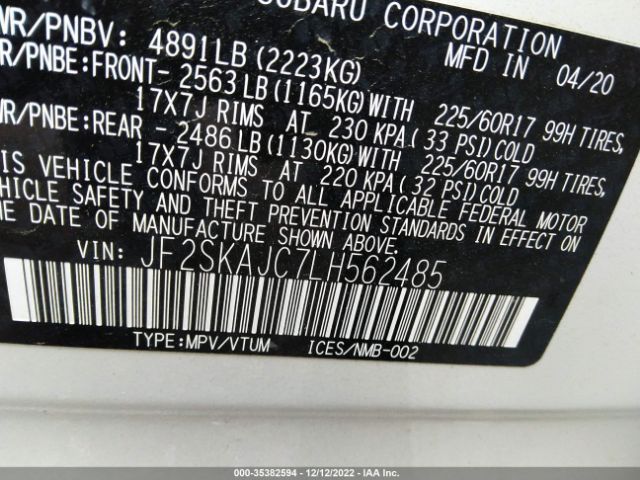 SUBARU CORPORATION
WR/PNBV: 4891LB (2223KG) MFD IN 04/20
WR/PNBE:FRONT- 2563 LB (1165KG) WITH 225/60R17 99H TIRES,
17X7J RIMS AT 230 KPA (33 PSI) COLD
WR/PNBE:REAR - 2486 LB (1130KG) WITH 225/60R17 99H TIRES,
17X7J RIMS AT 220 KPA (32 PSI) COLD
IS VEHICLE CONFORMS TO ALL APPLICABLE FEDERAL MOTOR
EHICLE SAFETY AND THEFT PREVENTION STANDARDS IN EFFECT ON
HE DATE OF MANUFACTURE SHOWN ABOVE.
VIN: JF2SKAJC7LH562485
TYPE:MPV/VTUM ICES/NMB-002
000-35382594 - 12/12/2022 - IAA Inc.